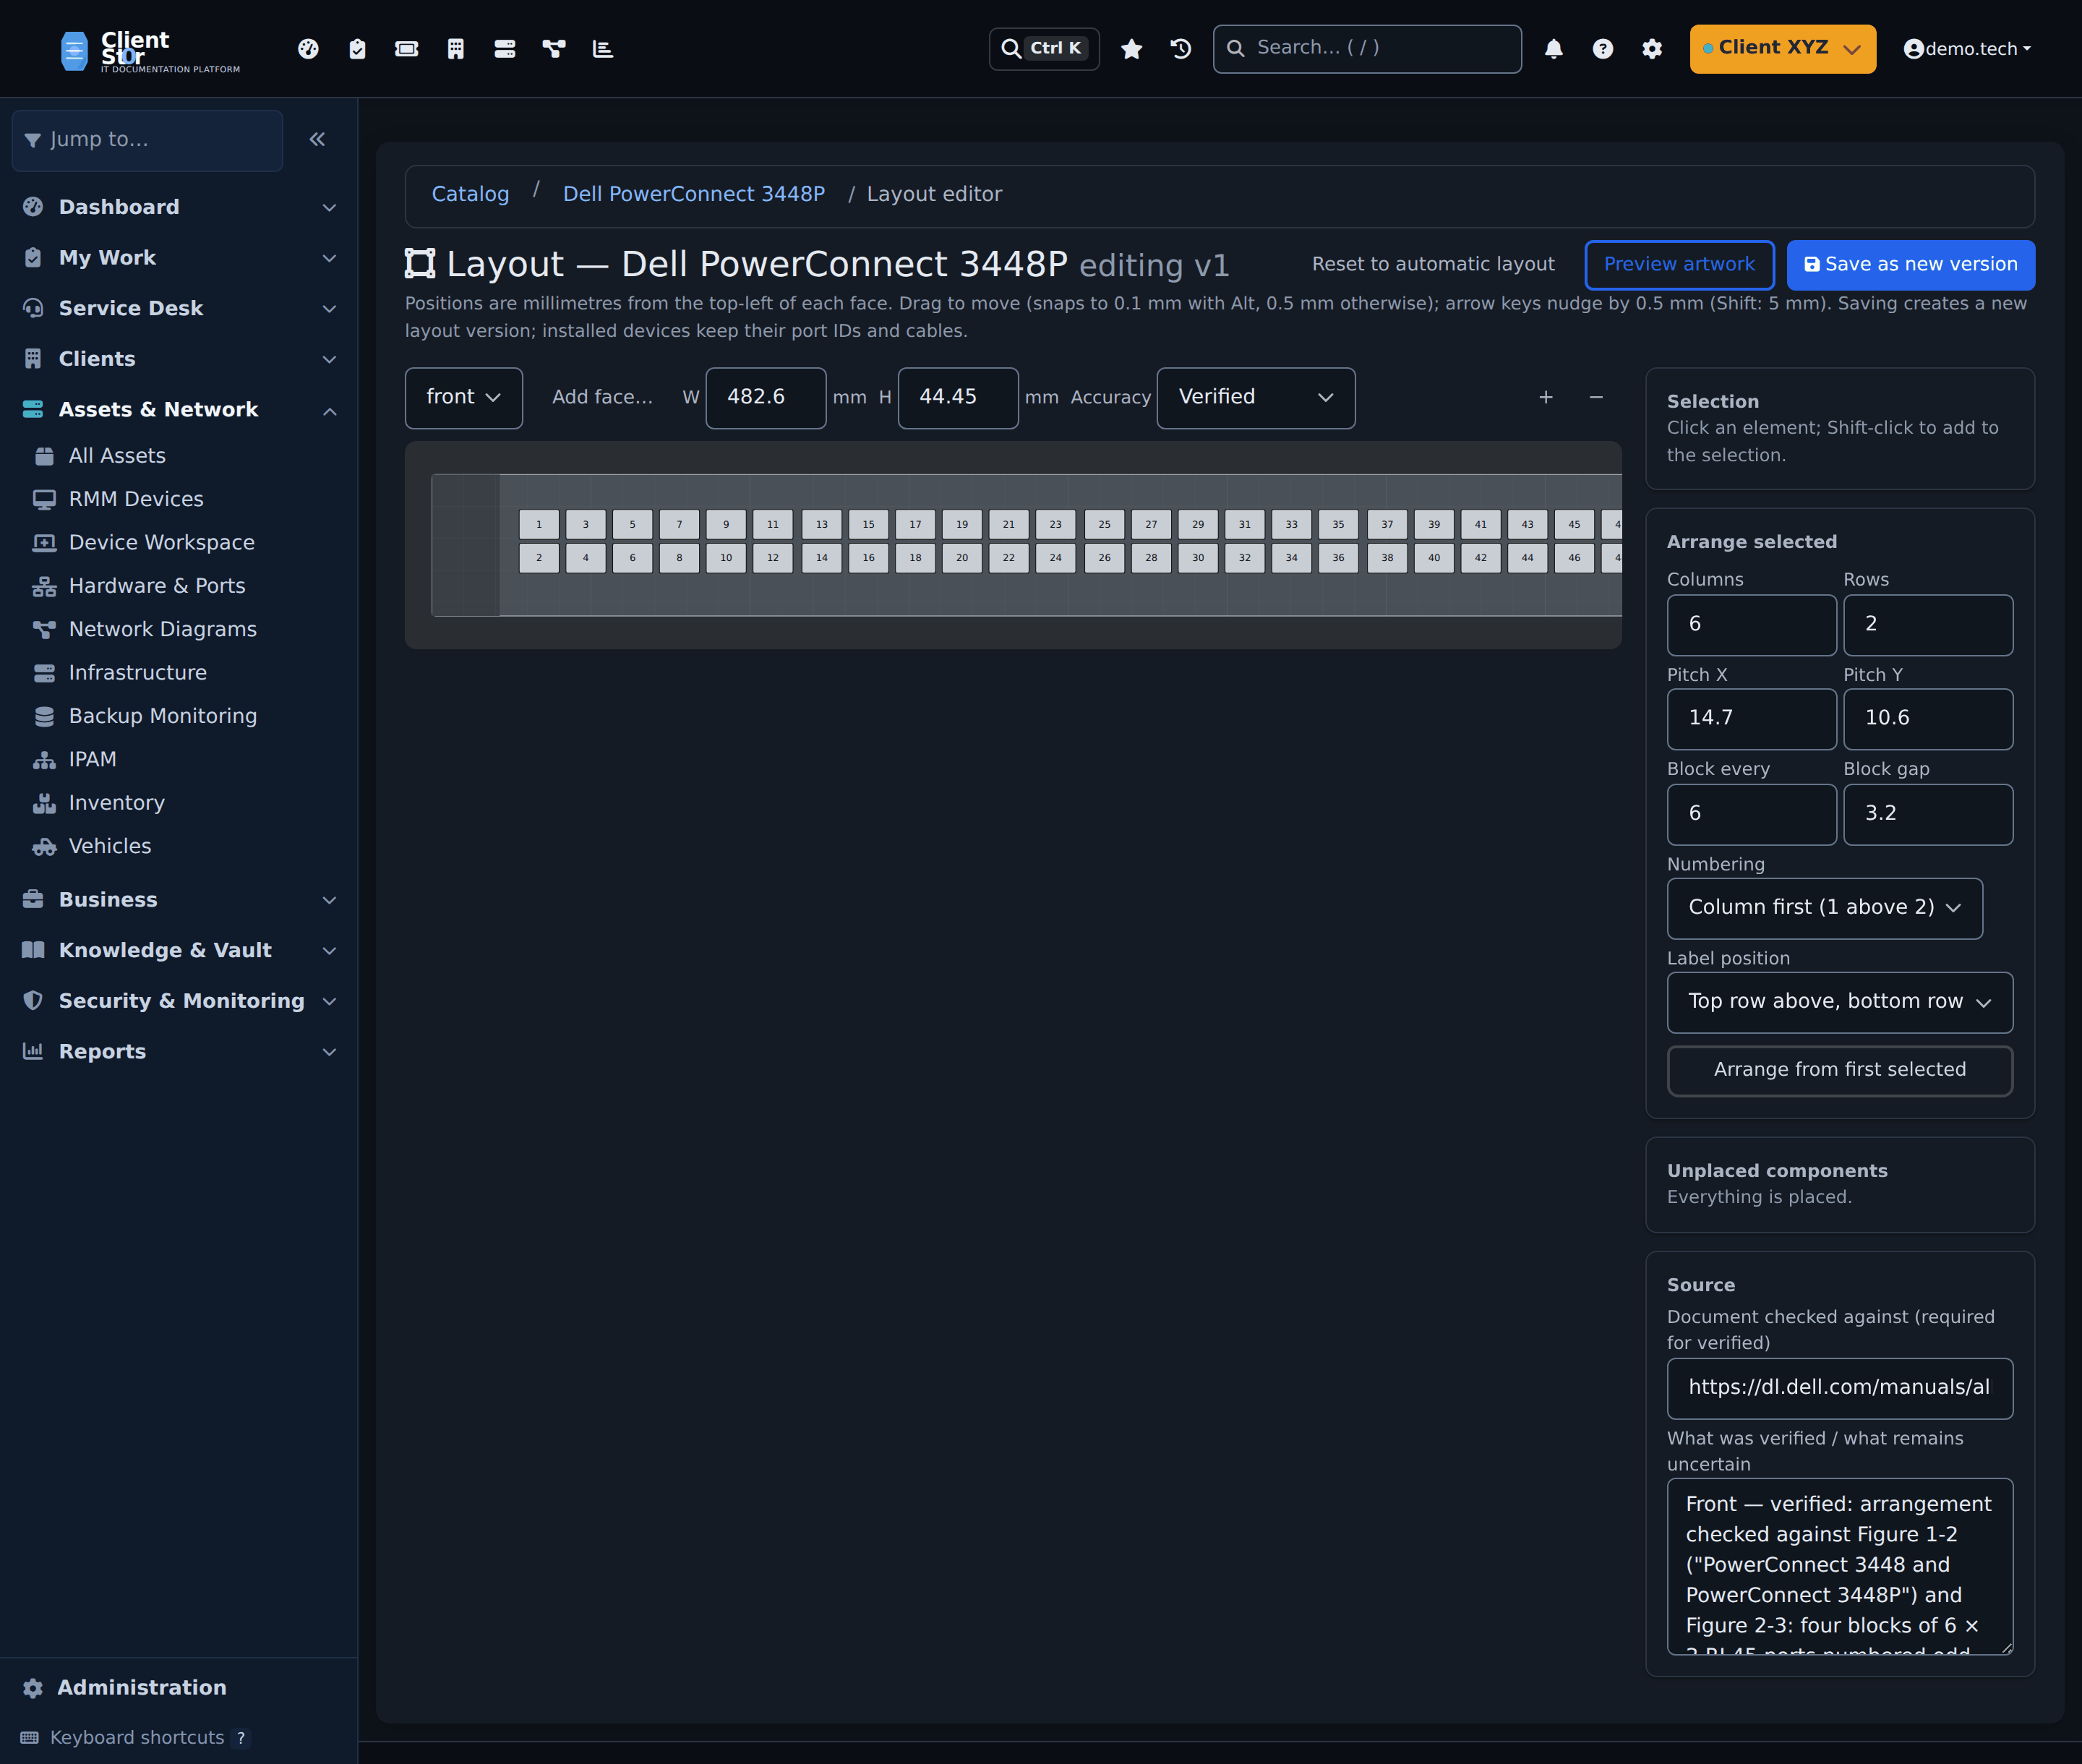 Client
St0r
IT DOCUMENTATION PLATFORM
Ctrl K
Search... ( / )
Client XYZ
demo.tech
Jump to...
Dashboard
My Work
Service Desk
Clients
Assets & Network
All Assets
RMM Devices
Device Workspace
Hardware & Ports
Network Diagrams
Infrastructure
Backup Monitoring
IPAM
Inventory
Vehicles
Business
Knowledge & Vault
Security & Monitoring
Reports
Administration
Keyboard shortcuts ?
Catalog / Dell PowerConnect 3448P / Layout editor
Layout — Dell PowerConnect 3448P editing v1
Reset to automatic layout
Preview artwork
Save as new version
Positions are millimetres from the top-left of each face. Drag to move (snaps to 0.1 mm with Alt, 0.5 mm otherwise); arrow keys nudge by 0.5 mm (Shift: 5 mm). Saving creates a new
layout version; installed devices keep their port IDs and cables.
front Add face... W 482.6 mm H 44.45 mm Accuracy Verified + −
1 3 5 7 9 11 13 15 17 19 21 23 25 27 29 31 33 35 37 39 41 43 45 4
2 4 6 8 10 12 14 16 18 20 22 24 26 28 30 32 34 36 38 40 42 44 46 4
Selection
Click an element; Shift-click to add to
the selection.
Arrange selected
Columns Rows
6 2
Pitch X Pitch Y
14.7 10.6
Block every Block gap
6 3.2
Numbering
Column first (1 above 2)
Label position
Top row above, bottom row
Arrange from first selected
Unplaced components
Everything is placed.
Source
Document checked against (required
for verified)
https://dl.dell.com/manuals/al
What was verified / what remains
uncertain
Front — verified: arrangement
checked against Figure 1-2
("PowerConnect 3448 and
PowerConnect 3448P") and
Figure 2-3: four blocks of 6 ×
2 RJ-45 ports numbered odd